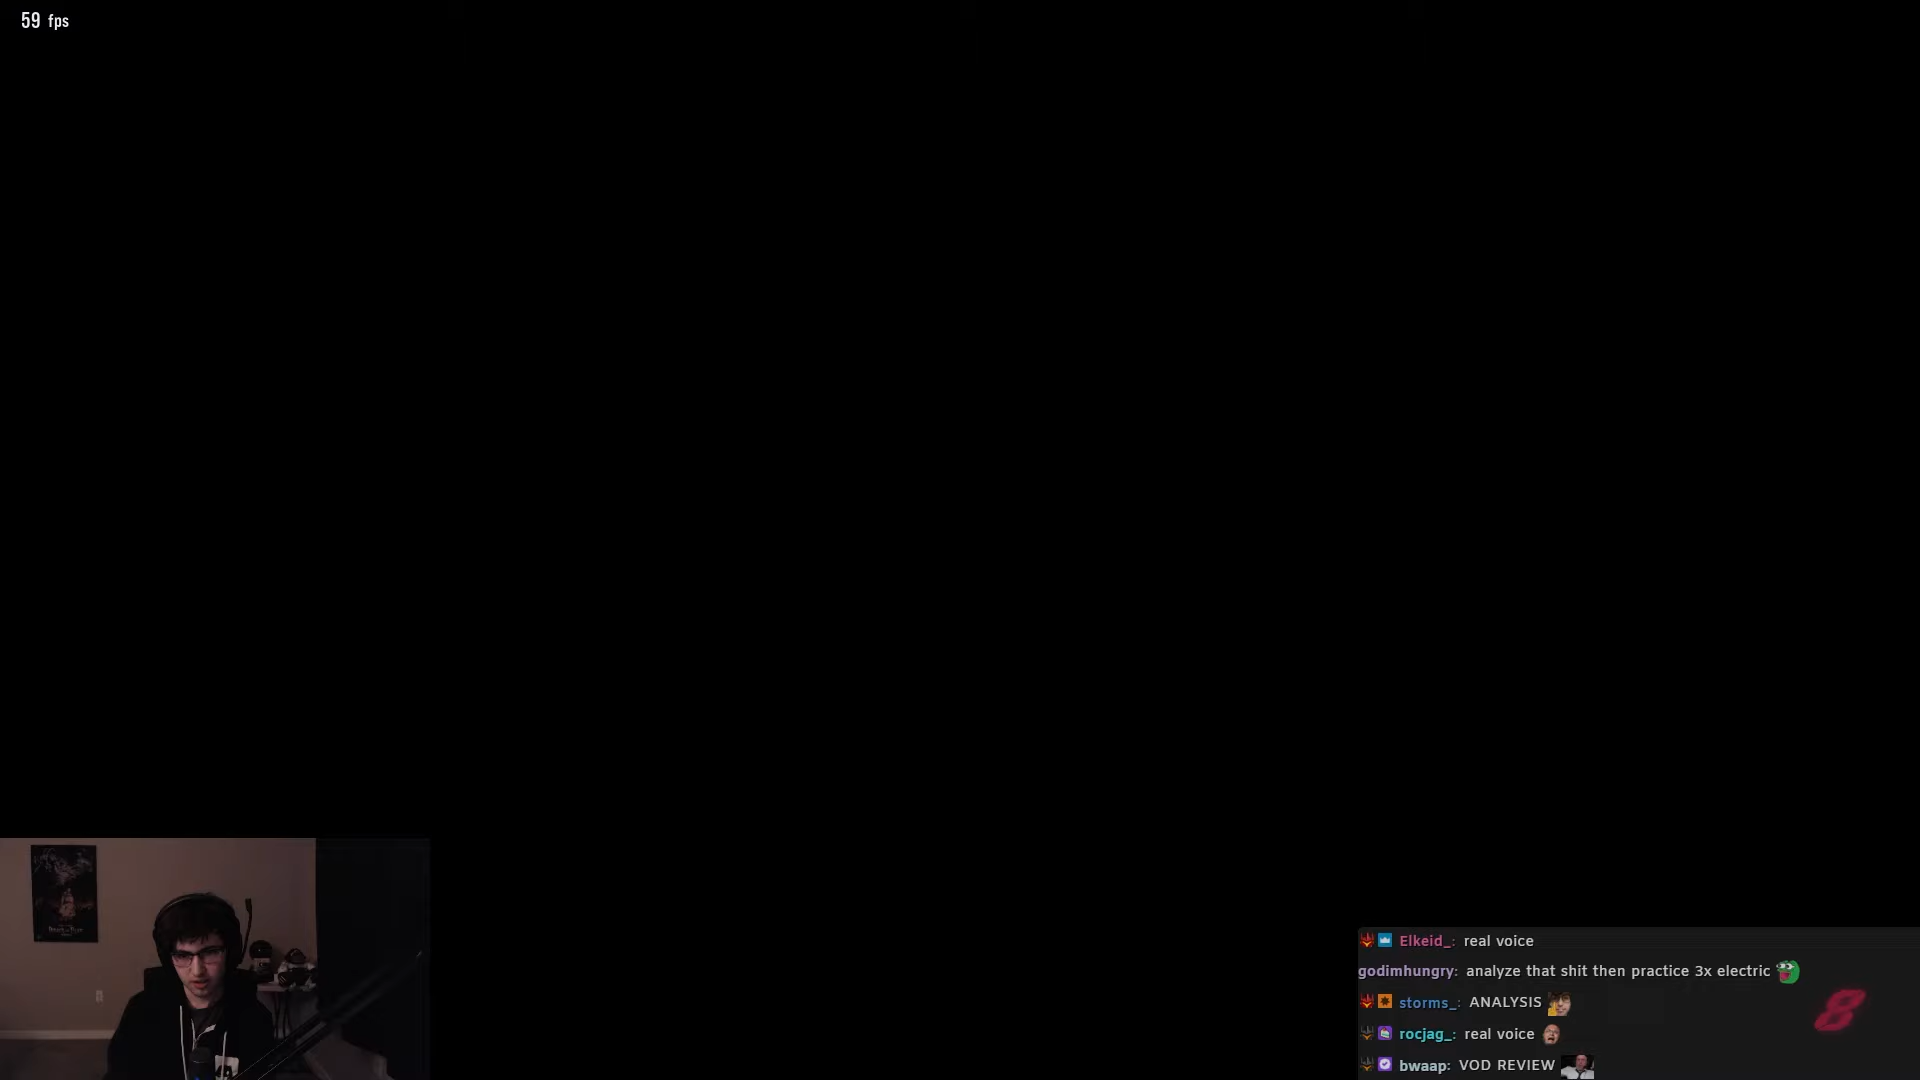 59 fps
Elkeid_: real voice
godimhungry: analyze that shit then practice 3x electric
storms_: ANALYSIS
rocjag_: real voice
bwaap: VOD REVIEW
8